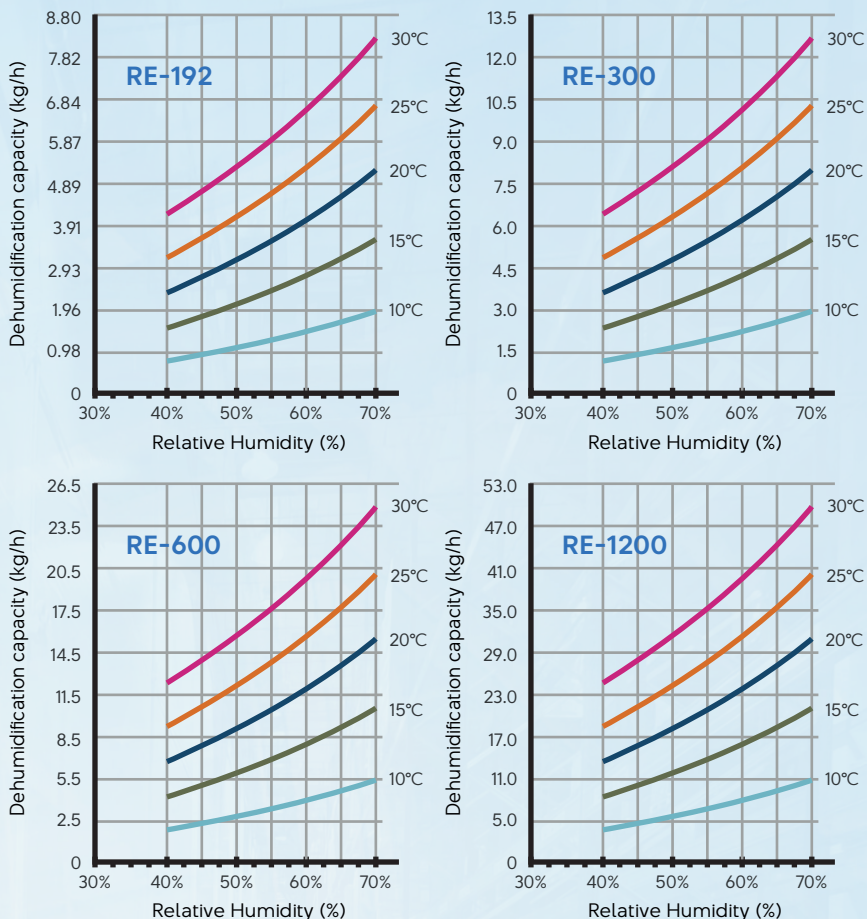 Dehumidification capacity (kg/h)
RE-192
8.80
7.82
6.84
5.87
4.89
3.91
2.93
1.96
0.98
0
30°C
25°C
20°C
15°C
10°C
30% 40% 50% 60% 70%
Relative Humidity (%)
Dehumidification capacity (kg/h)
RE-300
13.5
12.0
10.5
9.0
7.5
6.0
4.5
3.0
1.5
0
30°C
25°C
20°C
15°C
10°C
30% 40% 50% 60% 70%
Relative Humidity (%)
Dehumidification capacity (kg/h)
RE-600
26.5
23.5
20.5
17.5
14.5
11.5
8.5
5.5
2.5
0
30°C
25°C
20°C
15°C
10°C
30% 40% 50% 60% 70%
Relative Humidity (%)
Dehumidification capacity (kg/h)
RE-1200
53.0
47.0
41.0
35.0
29.0
23.0
17.0
11.0
5.0
0
30°C
25°C
20°C
15°C
10°C
30% 40% 50% 60% 70%
Relative Humidity (%)